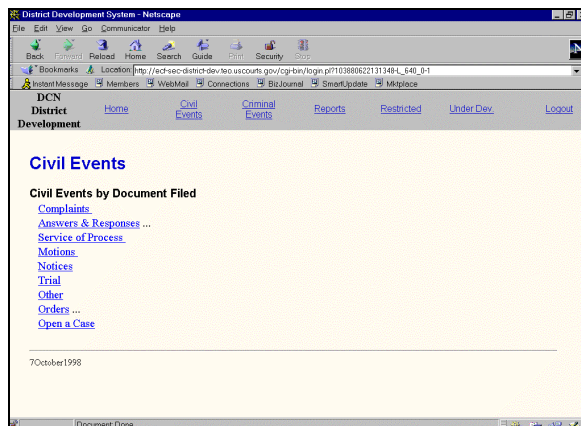 District Development System - Netscape
File Edit View Go Communicator Help
Back Forward Reload Home Search Guide Print Security Stop
Bookmarks Location: http://ecf-sec-district-dev.teo.uscourts.gov/cgi-bin/login.pl?103880622131348-L_640_0-1
Instant Message Members WebMail Connections BizJournal SmartUpdate Mktplace
DCN
District
Development
Home
Civil
Events
Criminal
Events
Reports
Restricted
Under Dev.
Logout
Civil Events
Civil Events by Document Filed
Complaints
Answers & Responses ...
Service of Process
Motions
Notices
Trial
Other
Orders ...
Open a Case
7October1998
Document: Done